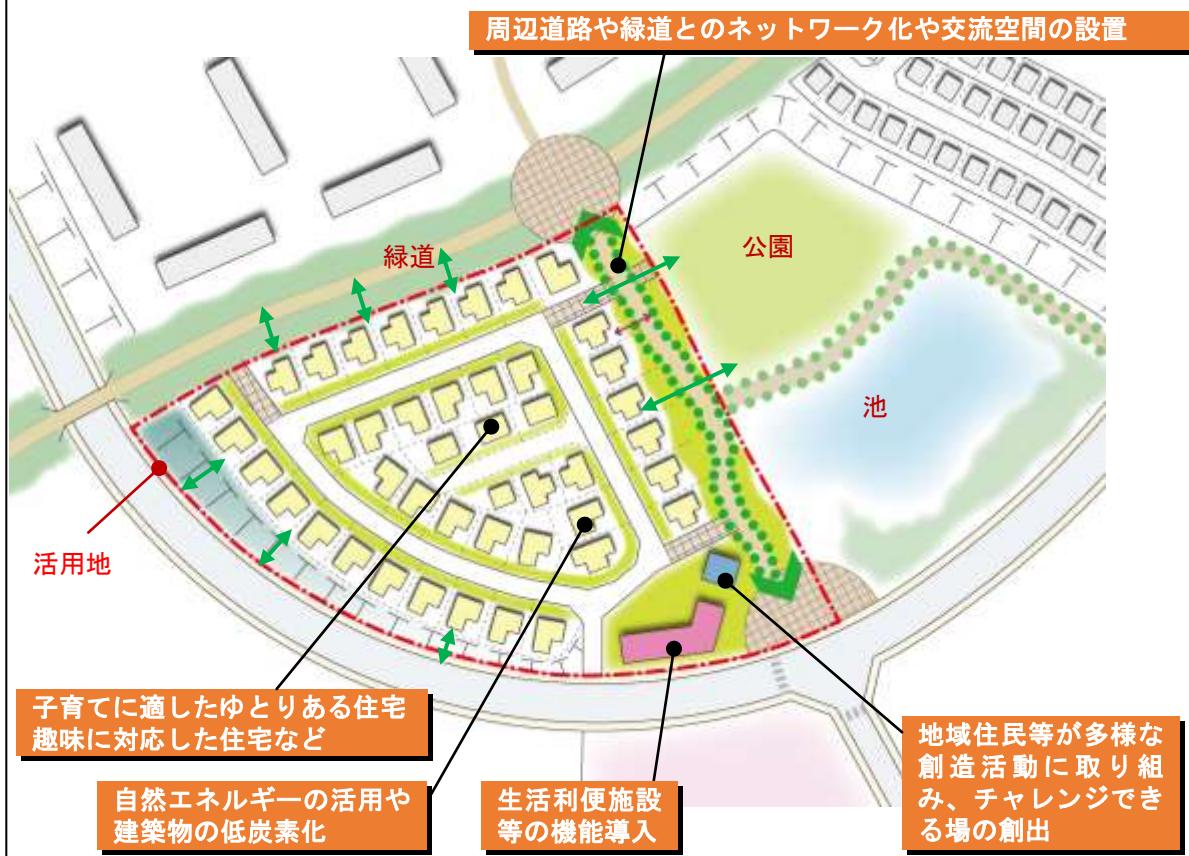 周辺道路や緑道とのネットワーク化や交流空間の設置
緑道
公園
池
活用地
子育てに適したゆとりある住宅
趣味に対応した住宅など
自然エネルギーの活用や
建築物の低炭素化
生活利便施設
等の機能導入
地域住民等が多様な
創造活動に取り組
み、チャレンジでき
る場の創出